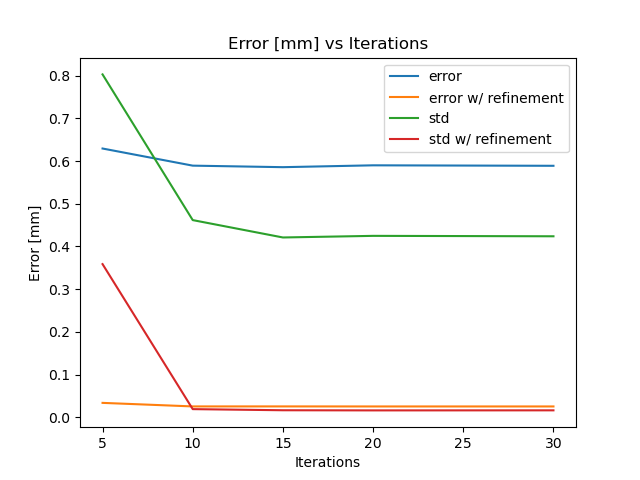 Error [mm] vs Iterations
error
error w/ refinement
std
std w/ refinement
Error [mm]
0.8
0.7
0.6
0.5
0.4
0.3
0.2
0.1
0.0
5 10 15 20 25 30
Iterations